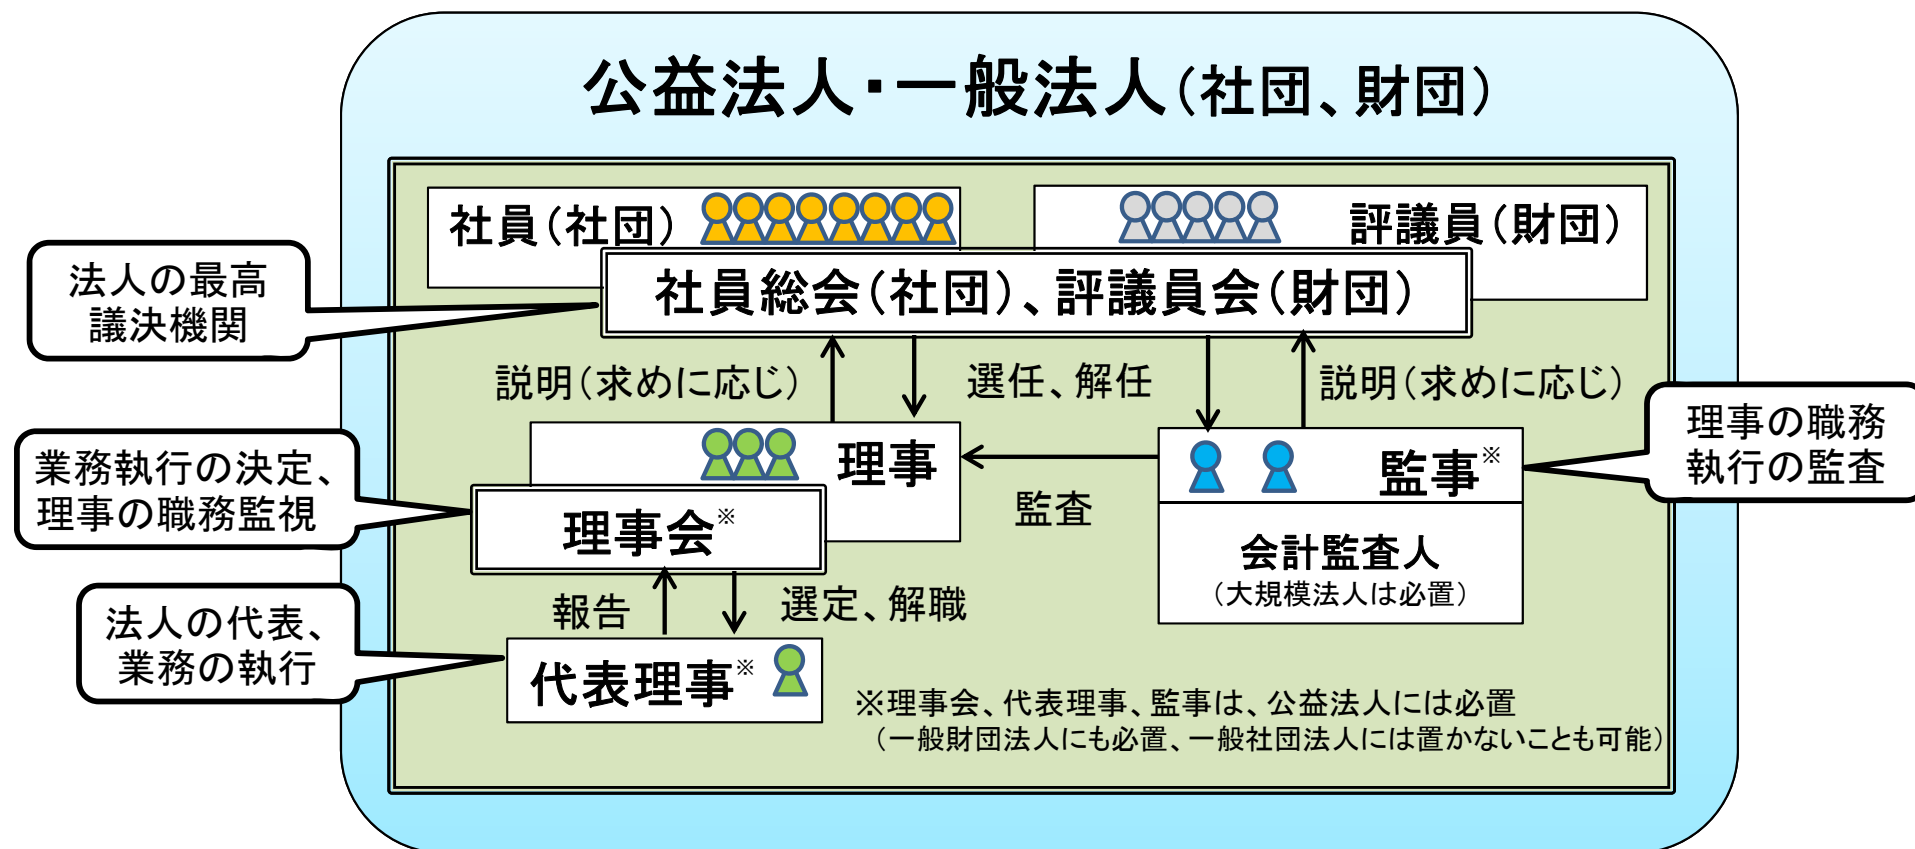 公益法人・一般法人(社団、財団)
社員(社団)
評議員(財団)
社員総会(社団)、評議員会(財団)
法人の最高
議決機関
説明(求めに応じ)
選任、解任
説明(求めに応じ)
理事の職務
執行の監査
理事
監事※
業務執行の決定、
理事の職務監視
監査
理事会※
会計監査人
(大規模法人は必置)
報告
選定、解職
法人の代表、
業務の執行
代表理事※
※理事会、代表理事、監事は、公益法人には必置
(一般財団法人にも必置、一般社団法人には置かないことも可能)